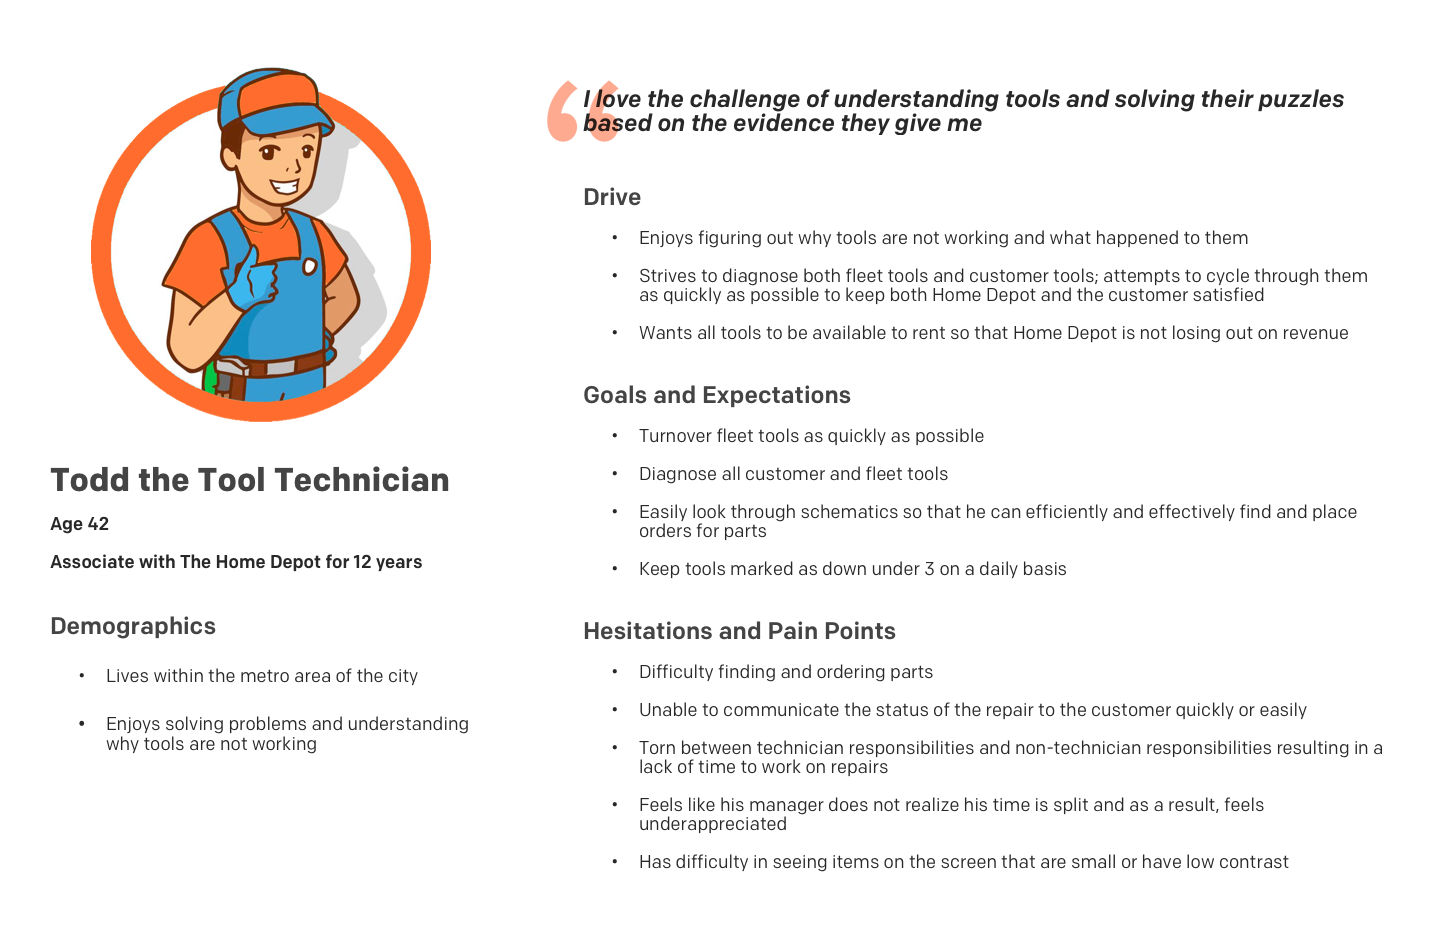 “
I love the challenge of understanding tools and solving their puzzles
based on the evidence they give me
Drive
• Enjoys figuring out why tools are not working and what happened to them
• Strives to diagnose both fleet tools and customer tools; attempts to cycle through them
as quickly as possible to keep both Home Depot and the customer satisfied
• Wants all tools to be available to rent so that Home Depot is not losing out on revenue
Goals and Expectations
• Turnover fleet tools as quickly as possible
• Diagnose all customer and fleet tools
• Easily look through schematics so that he can efficiently and effectively find and place
orders for parts
• Keep tools marked as down under 3 on a daily basis
Hesitations and Pain Points
• Difficulty finding and ordering parts
• Unable to communicate the status of the repair to the customer quickly or easily
• Torn between technician responsibilities and non-technician responsibilities resulting in a
lack of time to work on repairs
• Feels like his manager does not realize his time is split and as a result, feels
underappreciated
• Has difficulty in seeing items on the screen that are small or have low contrast
Todd the Tool Technician
Age 42
Associate with The Home Depot for 12 years
Demographics
• Lives within the metro area of the city
• Enjoys solving problems and understanding
why tools are not working